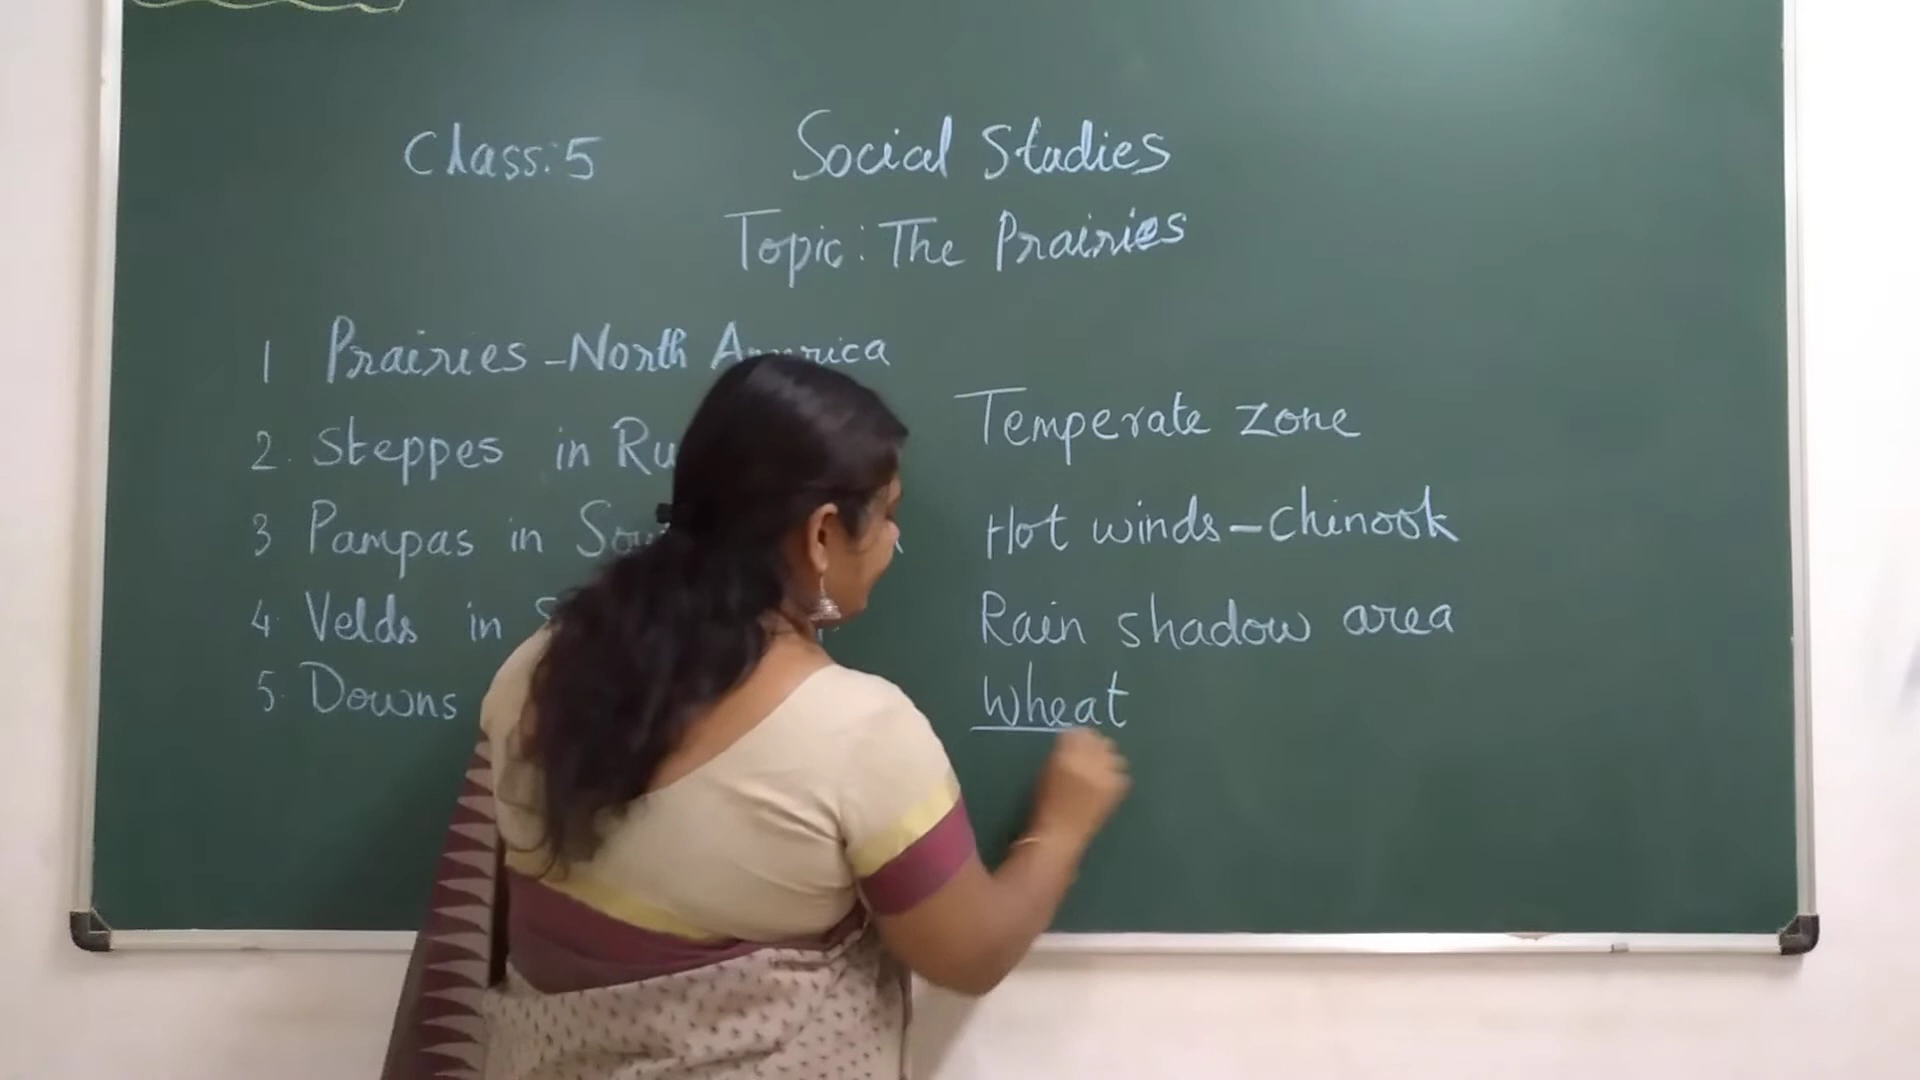 Class: 5
Social Studies
Topic: The Prairies
1 Prairies - North America
2. Steppes in
3 Pampas in
4. Velds in
5. Downs
Temperate zone
Hot winds - Chinook
Rain shadow area
Wheat